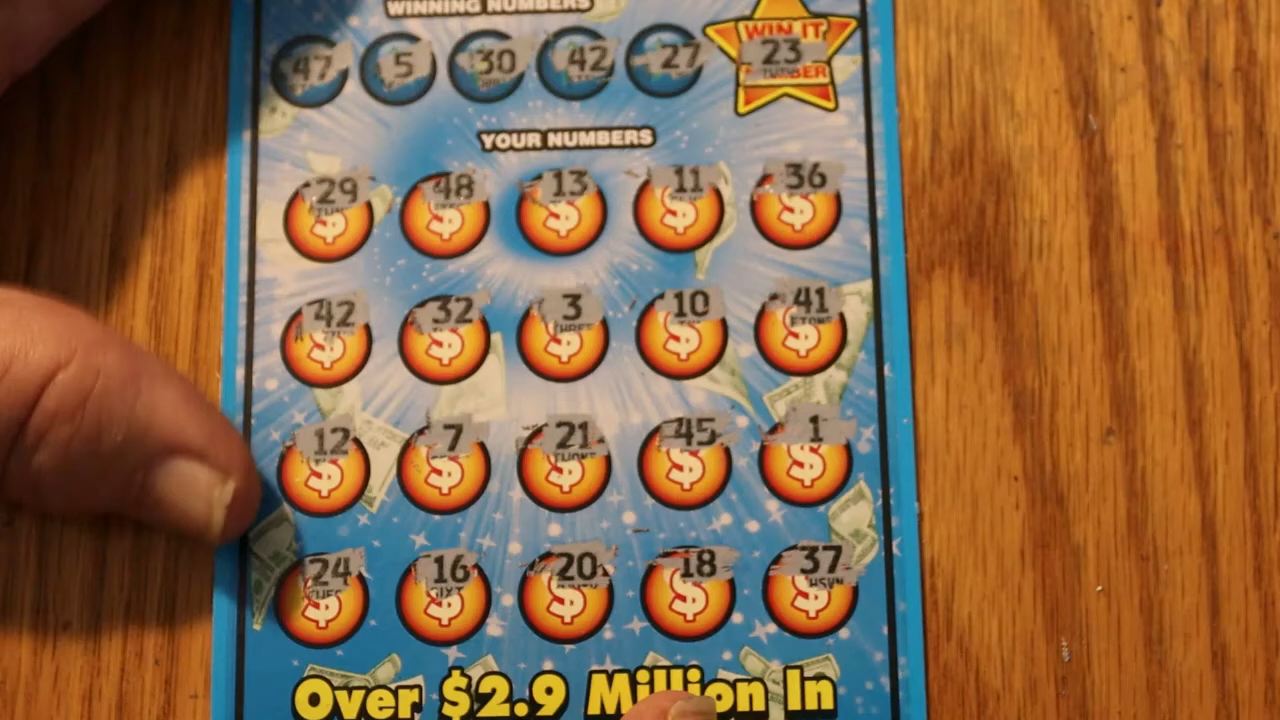 WINNING NUMBERS
47 5 30 42 27
WIN IT
23
YOUR NUMBERS
29 48 13 11 36
42 32 3 10 41
12 7 21 45 1
24 16 20 18 37
HSVN
Over $2.9 Million In